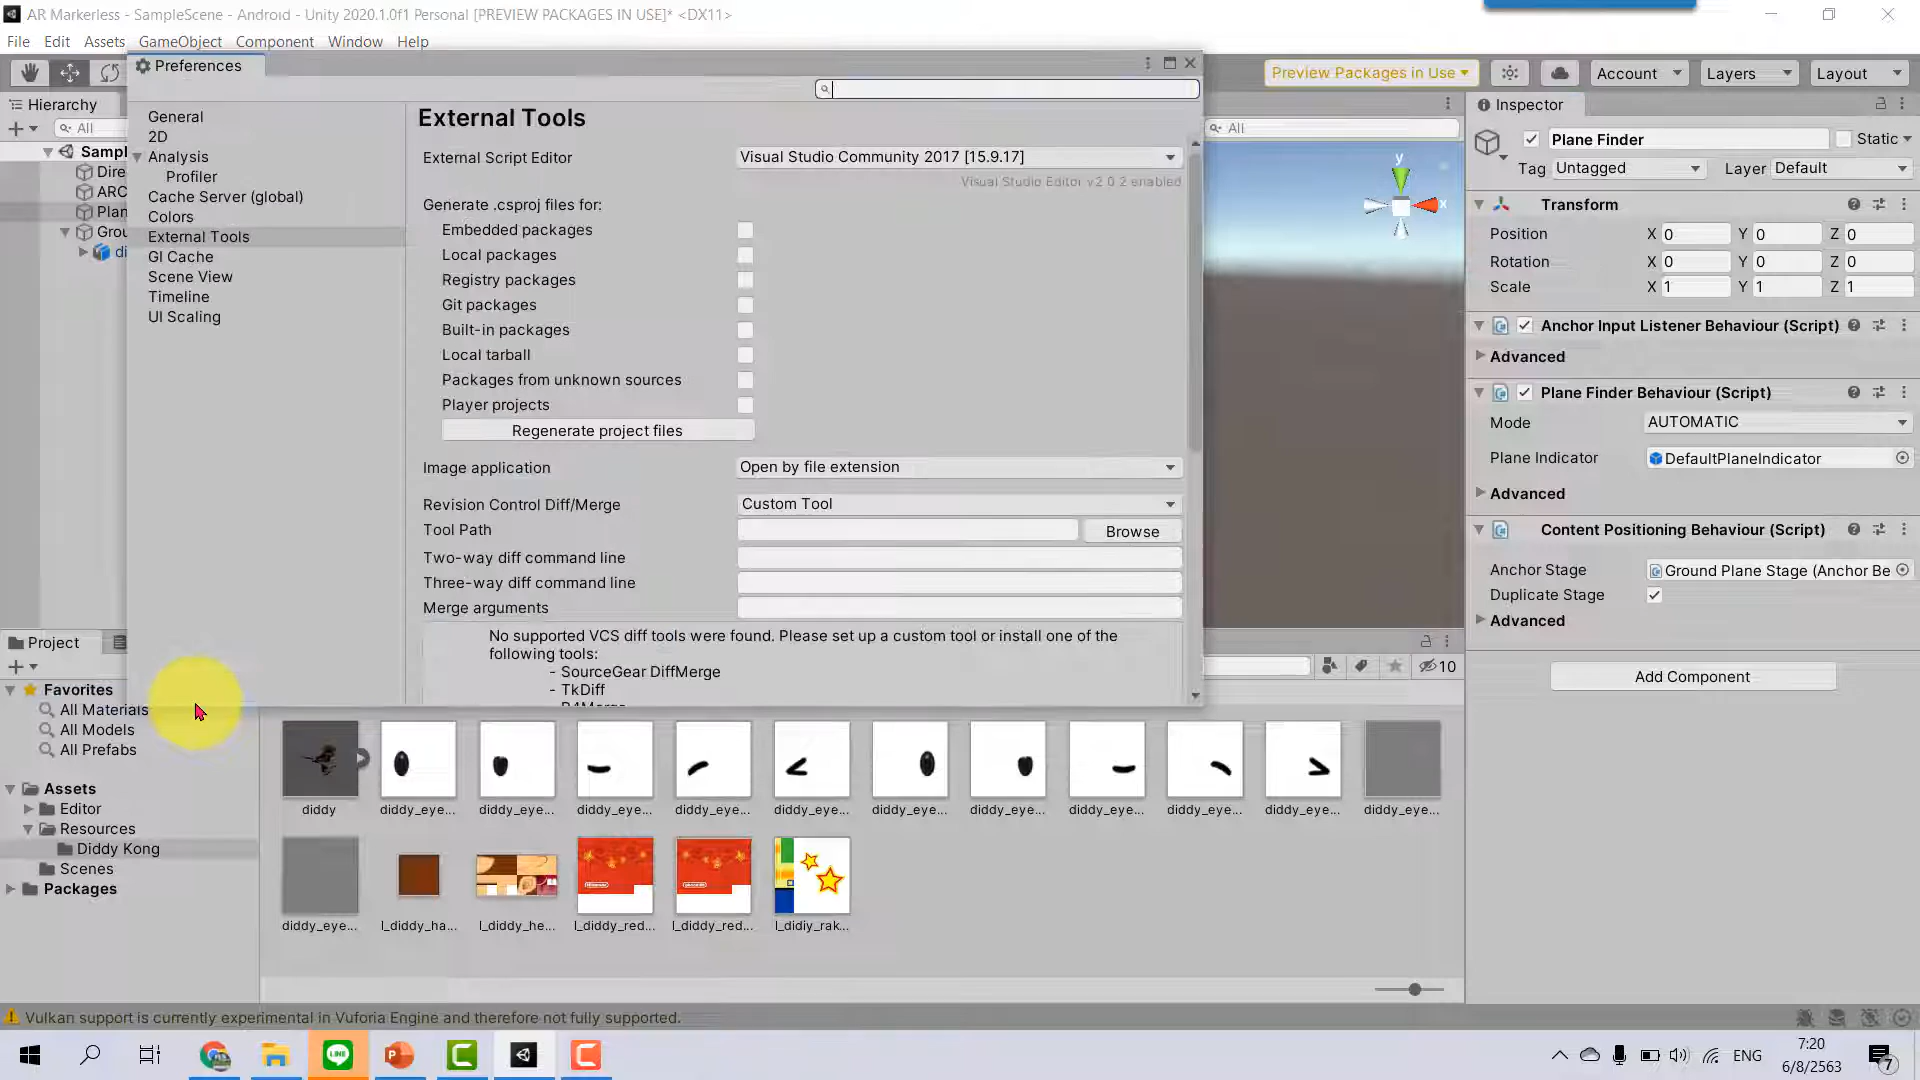 AR Markerless - SampleScene - Android - Unity 2020.1.0f1 Personal [PREVIEW PACKAGES IN USE]* <DX11>
File Edit Assets GameObject Component Window Help
Preferences
Preview Packages in Use
Account
Layers
Layout
Hierarchy
All
Sampl
Dire
ARC
Plan
Grou
di
General
2D
Analysis
Profiler
Cache Server (global)
Colors
External Tools
GI Cache
Scene View
Timeline
UI Scaling
External Tools
External Script Editor Visual Studio Community 2017 [15.9.17]
Visual Studio Editor v2.0.2 enabled
Generate .csproj files for:
Embedded packages
Local packages
Registry packages
Git packages
Built-in packages
Local tarball
Packages from unknown sources
Player projects
Regenerate project files
Image application Open by file extension
Revision Control Diff/Merge Custom Tool
Tool Path Browse
Two-way diff command line
Three-way diff command line
Merge arguments
No supported VCS diff tools were found. Please set up a custom tool or install one of the
following tools:
- SourceGear DiffMerge
- TkDiff
All
y
x
Inspector
Plane Finder Static
Tag Untagged Layer Default
Transform
Position X 0 Y 0 Z 0
Rotation X 0 Y 0 Z 0
Scale X 1 Y 1 Z 1
Anchor Input Listener Behaviour (Script)
Advanced
Plane Finder Behaviour (Script)
Mode AUTOMATIC
Plane Indicator DefaultPlaneIndicator
Advanced
Content Positioning Behaviour (Script)
Anchor Stage Ground Plane Stage (Anchor Be
Duplicate Stage
Advanced
Add Component
Project
10
Favorites
All Materials
All Models
All Prefabs
Assets
Editor
Resources
Diddy Kong
Scenes
Packages
diddy diddy_eye... diddy_eye... diddy_eye... diddy_eye... diddy_eye... diddy_eye... diddy_eye... diddy_eye... diddy_eye... diddy_eye... diddy_eye...
diddy_eye... l_diddy_ha... l_diddy_he... l_diddy_red... l_diddy_red... l_didiy_rak...
Vulkan support is currently experimental in Vuforia Engine and therefore not fully supported.
LINE
ENG
7:20
6/8/2563
7